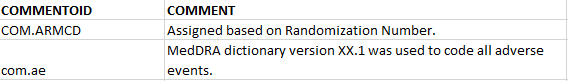 COMMENTOID COMMENT
COM.ARMCD Assigned based on Randomization Number.
MedDRA dictionary version XX.1 was used to code all adverse
com.ae events.